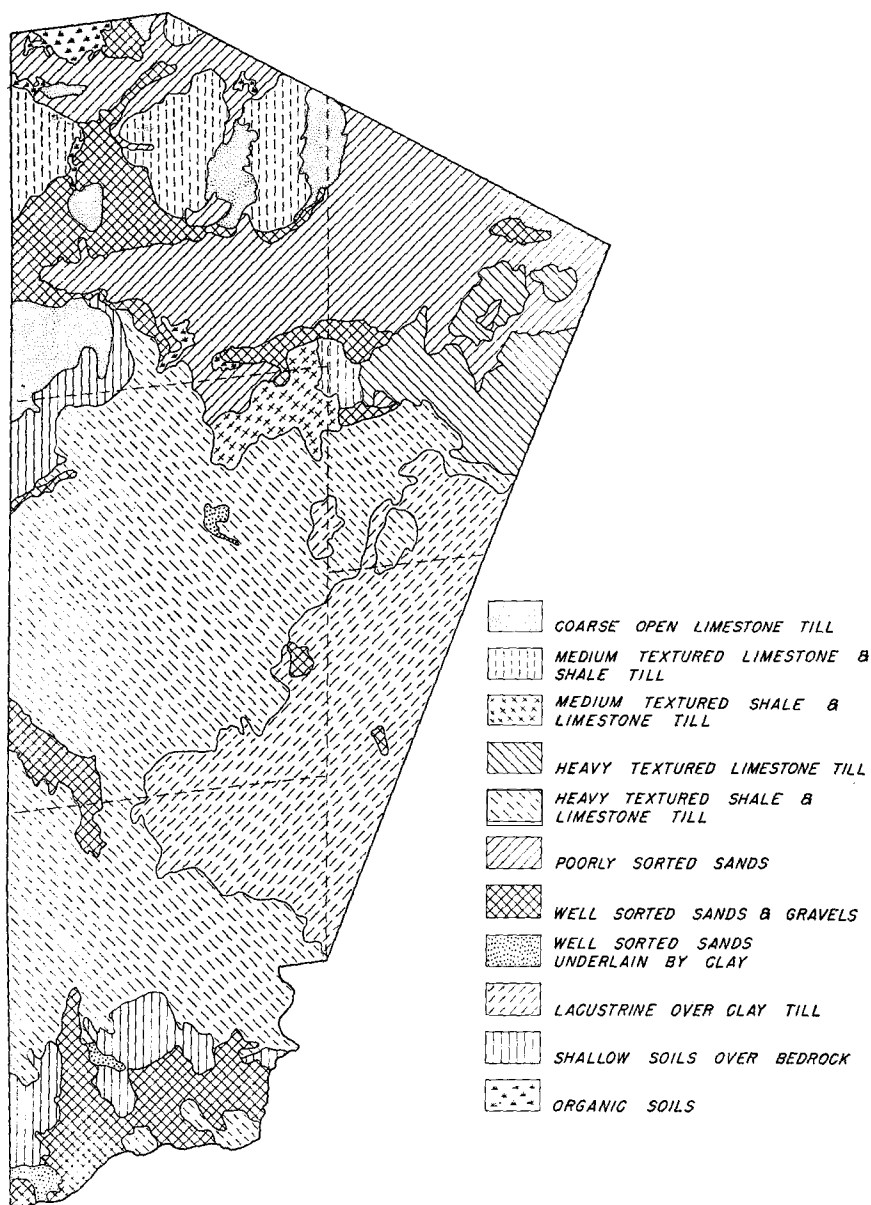 COARSE OPEN LIMESTONE TILL
MEDIUM TEXTURED LIMESTONE &
SHALE TILL
MEDIUM TEXTURED SHALE &
LIMESTONE TILL
HEAVY TEXTURED LIMESTONE TILL
HEAVY TEXTURED SHALE &
LIMESTONE TILL
POORLY SORTED SANDS
WELL SORTED SANDS & GRAVELS
WELL SORTED SANDS
UNDERLAIN BY CLAY
LACUSTRINE OVER CLAY TILL
SHALLOW SOILS OVER BEDROCK
ORGANIC SOILS